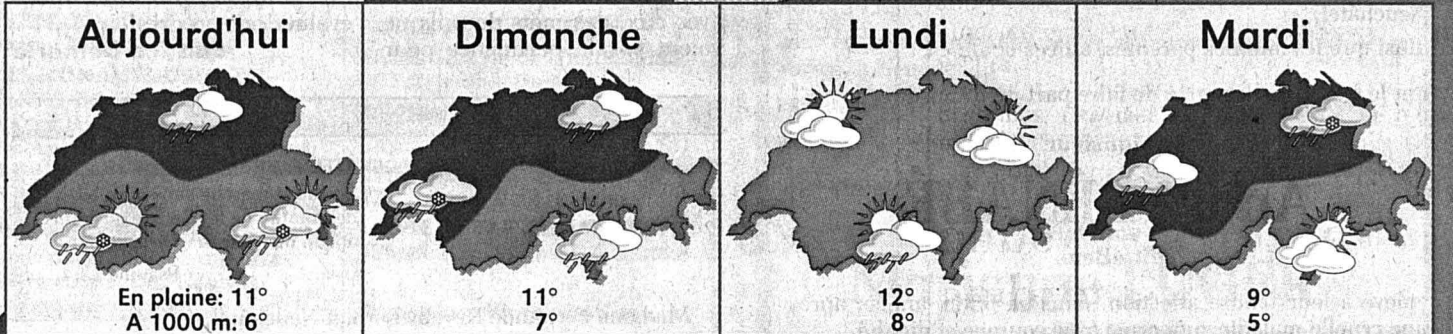 Aujourd'hui
En plaine: 11°
A 1000 m: 6°
Dimanche
11°
7°
Lundi
12°
8°
Mardi
9°
5°